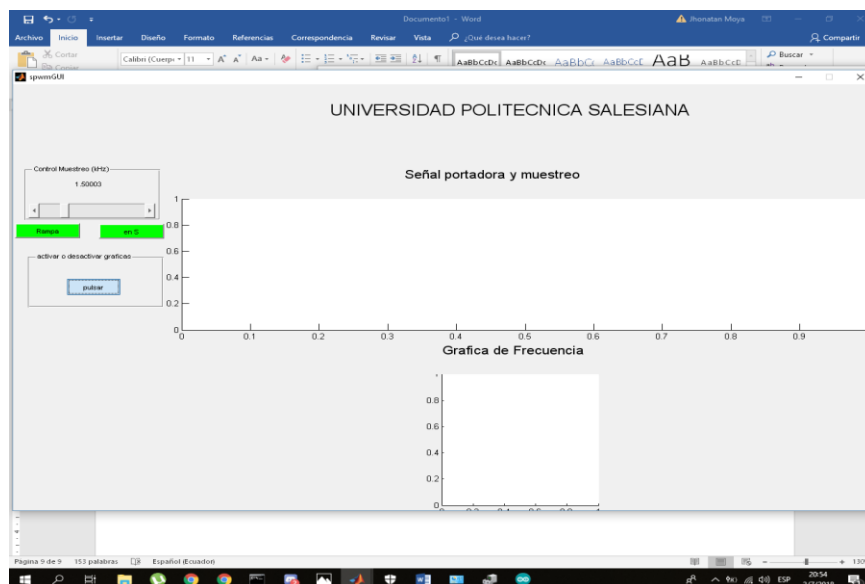 Documento1 - Word
Jhonatan Moya
Archivo Inicio Insertar Diseño Formato Referencias Correspondencia Revisar Vista ¿Qué desea hacer? Compartir
Cortar
Calibri (Cuerp 11
AaBbCcDc AaBbCcDc AaBbCc AaBbCcC AaB AaBbCcD
Buscar
spwmGUI
UNIVERSIDAD POLITECNICA SALESIANA
Control Muestreo (kHz)
1.50003
Rampa
en S
activar o desactivar graficas
pulsar
Señal portadora y muestreo
1
0.8
0.6
0.4
0.2
0
0 0.1 0.2 0.3 0.4 0.5 0.6 0.7 0.8 0.9
Grafica de Frecuencia
0.8
0.6
0.4
0.2
0
Página 9 de 9 153 palabras Español (Ecuador)
ESP
20:54